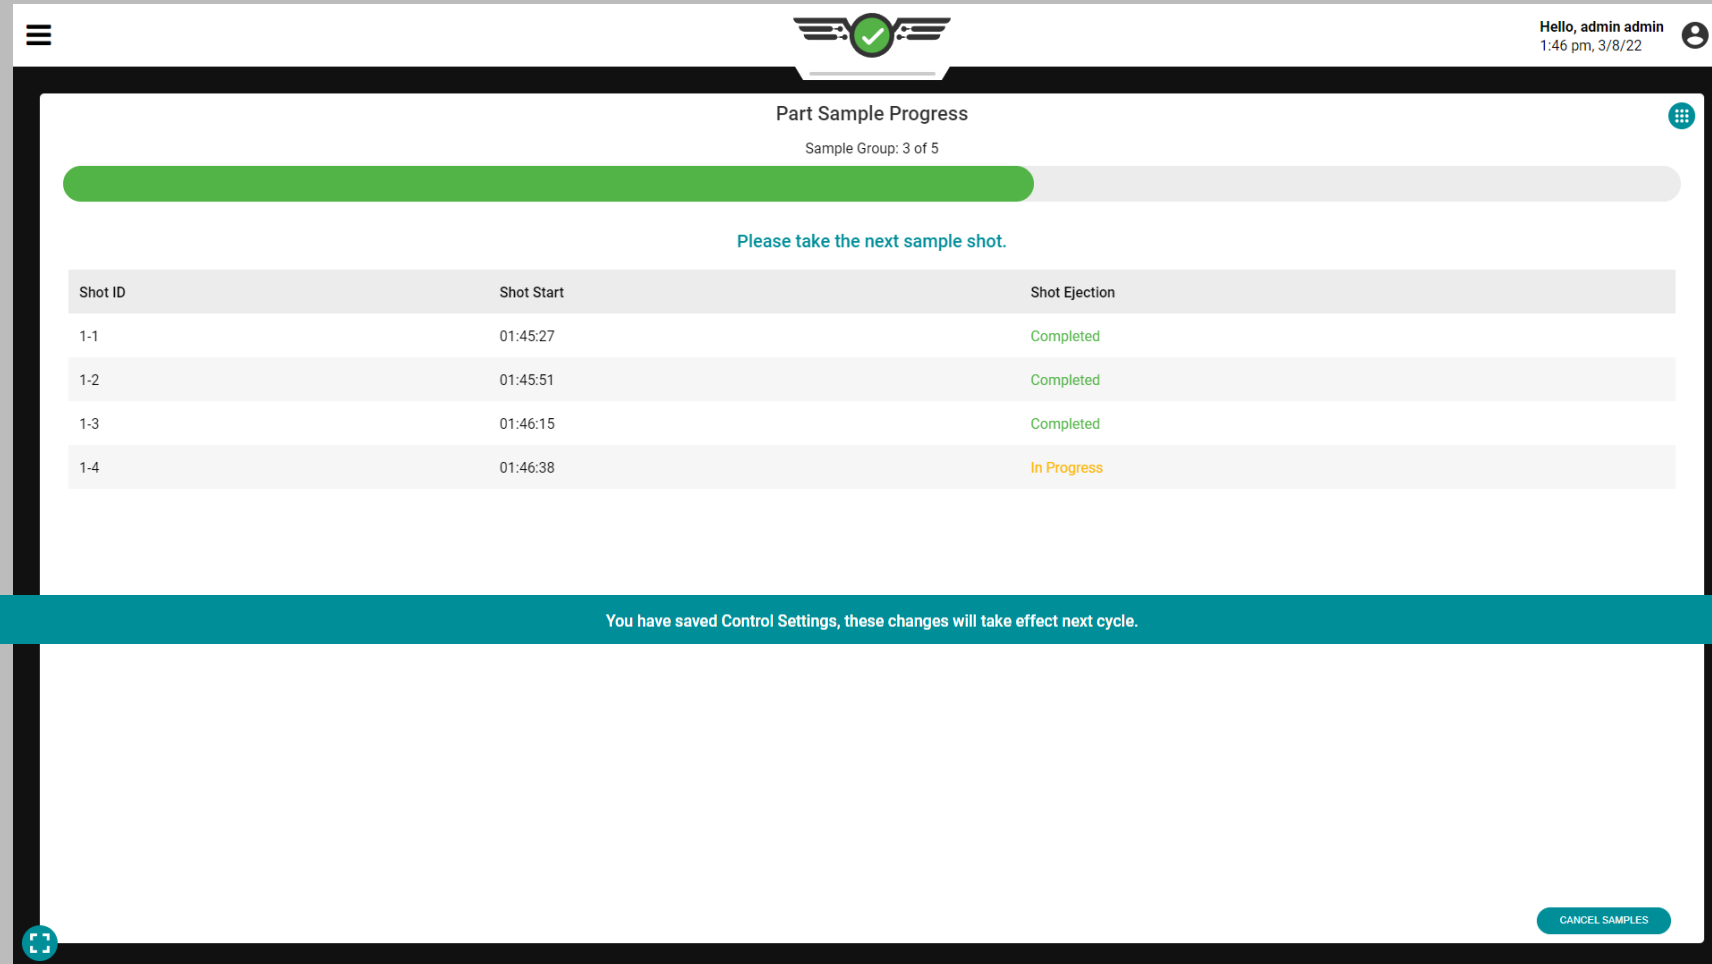 Hello, admin admin
1:46 pm, 3/8/22
Part Sample Progress
Sample Group: 3 of 5
Please take the next sample shot.
Shot ID Shot Start Shot Ejection
1-1 01:45:27 Completed
1-2 01:45:51 Completed
1-3 01:46:15 Completed
1-4 01:46:38 In Progress
You have saved Control Settings, these changes will take effect next cycle.
CANCEL SAMPLES